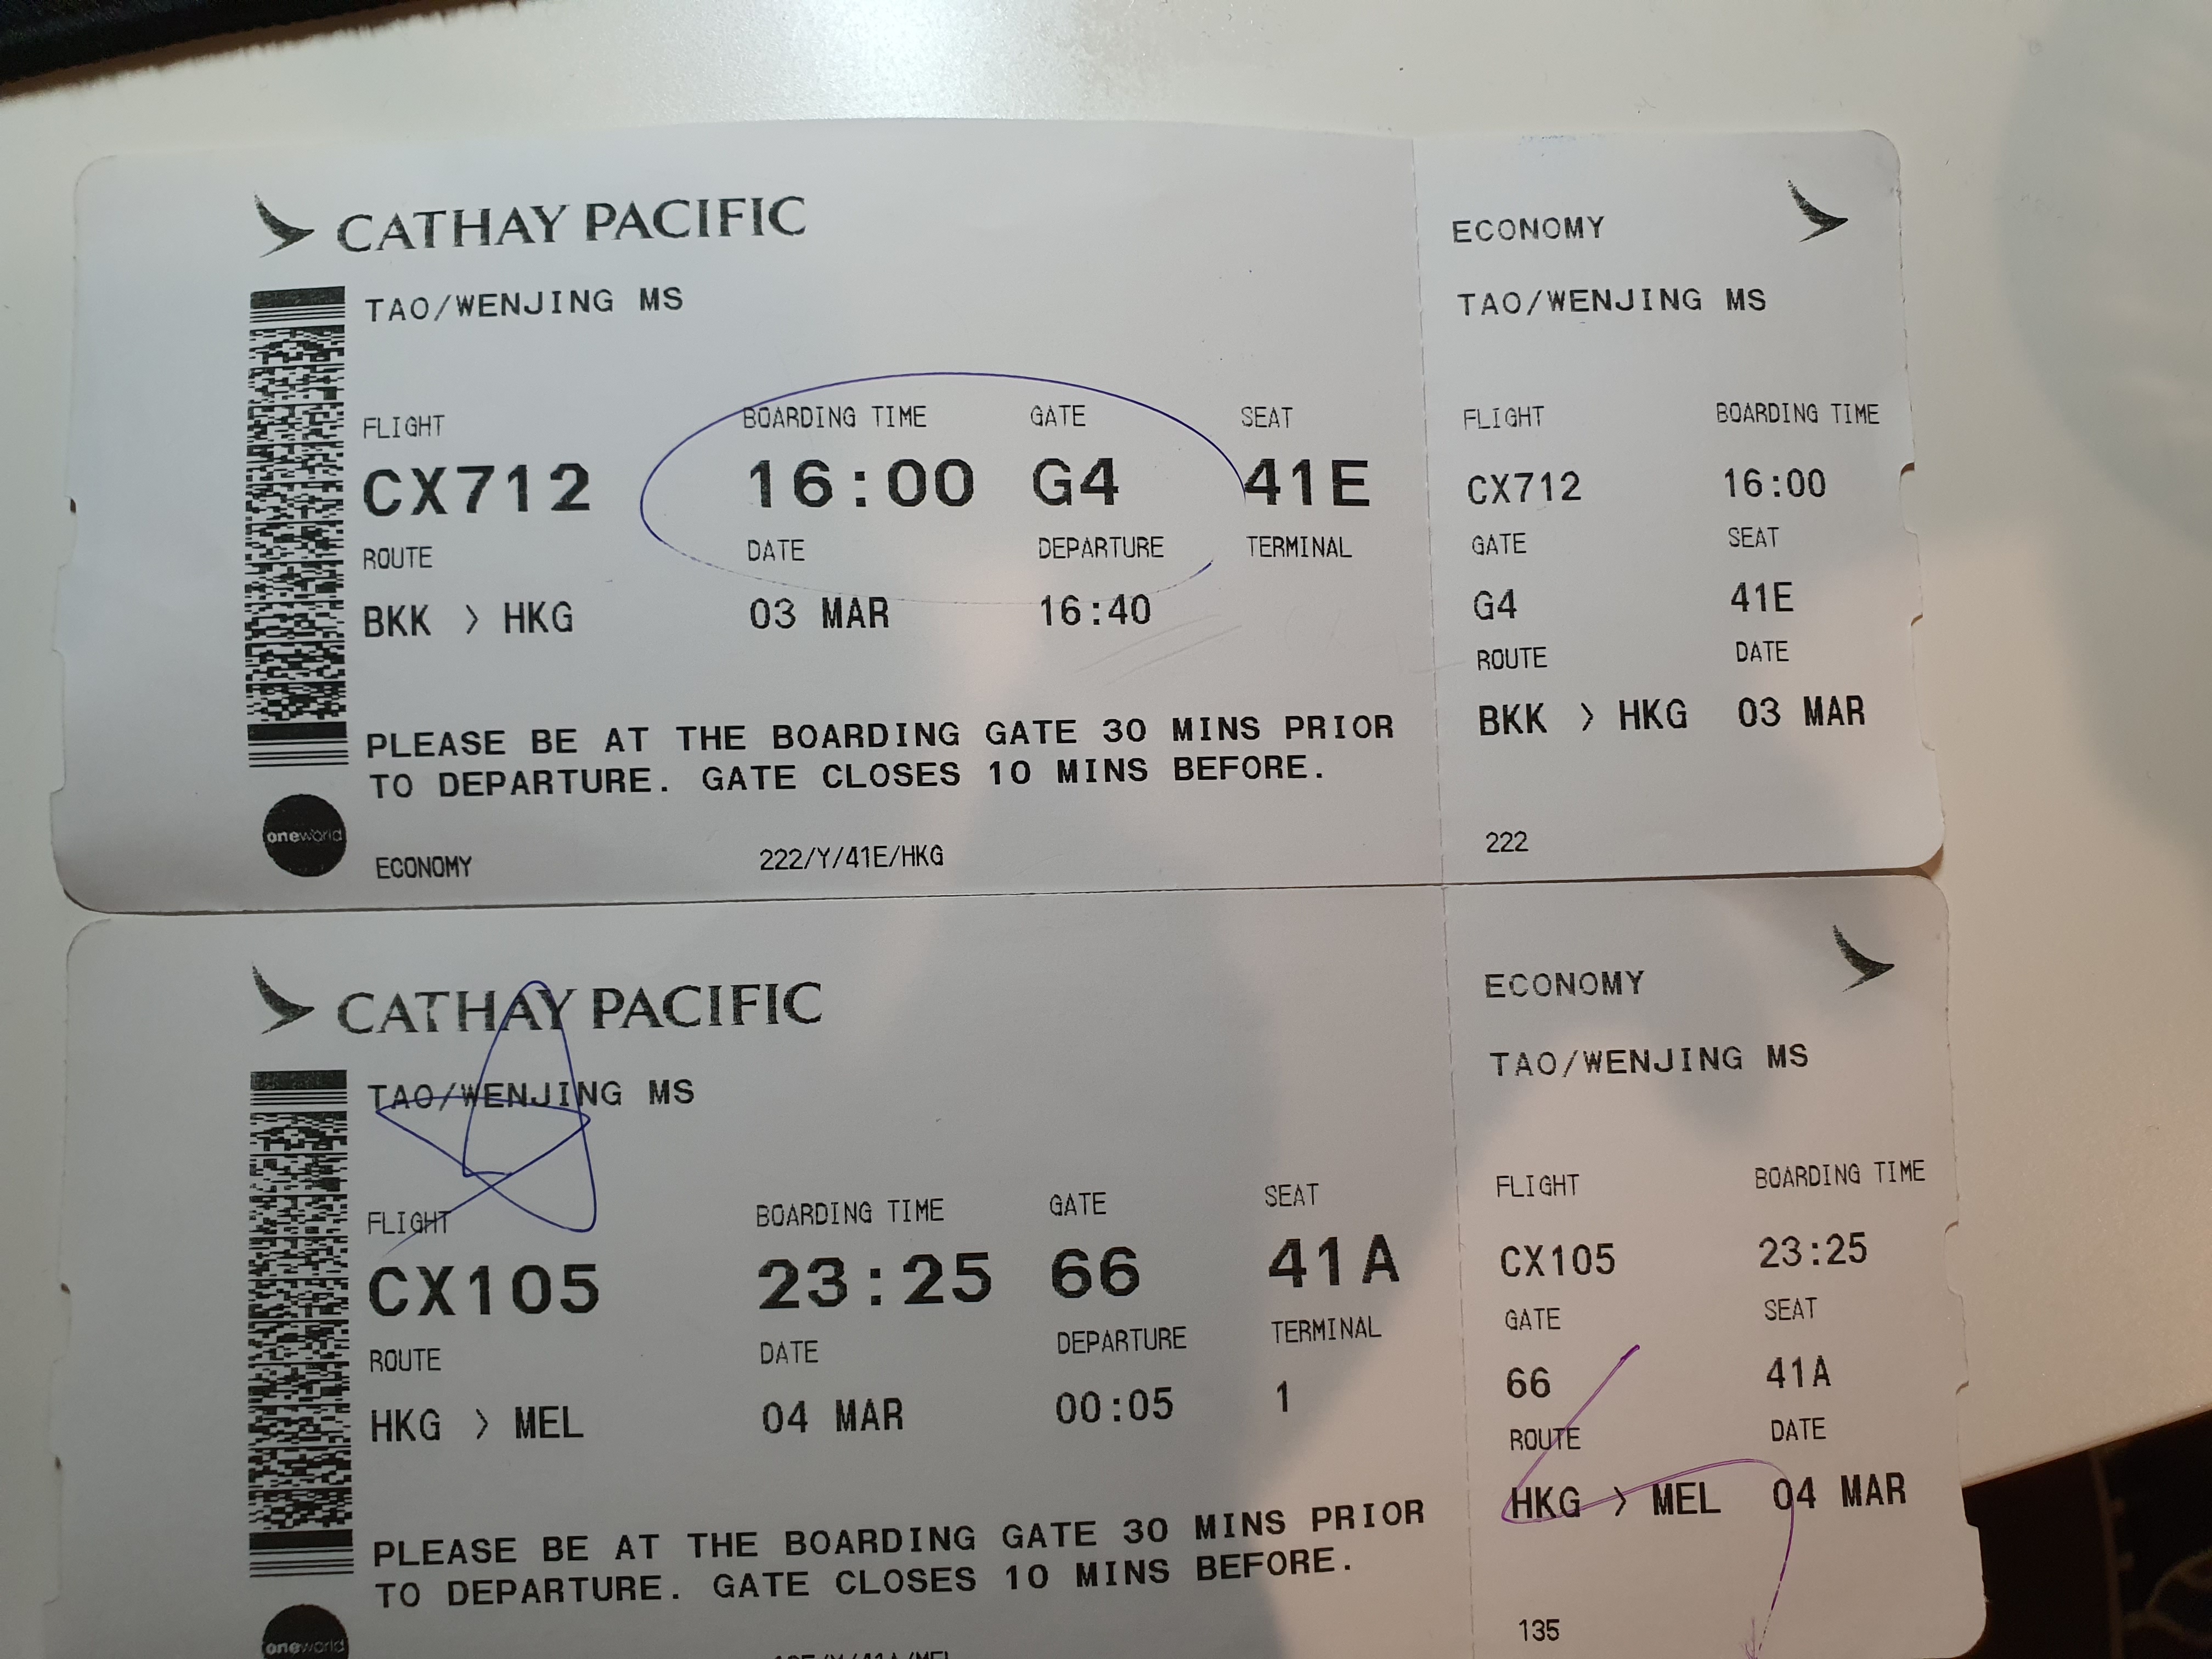 CATHAY PACIFIC
TAO/WENJING MS
FLIGHT BOARDING TIME GATE SEAT
CX712 16:00 G4 41E
ROUTE DATE DEPARTURE TERMINAL
BKK > HKG 03 MAR 16:40
PLEASE BE AT THE BOARDING GATE 30 MINS PRIOR
TO DEPARTURE. GATE CLOSES 10 MINS BEFORE.
oneworld ECONOMY 222/Y/41E/HKG
ECONOMY
TAO/WENJING MS
FLIGHT BOARDING TIME
CX712 16:00
GATE SEAT
G4 41E
ROUTE DATE
BKK > HKG 03 MAR
222
CATHAY PACIFIC
TAO/WENJING MS
FLIGHT BOARDING TIME GATE SEAT
CX105 23:25 66 41A
ROUTE DATE DEPARTURE TERMINAL
HKG > MEL 04 MAR 00:05 1
PLEASE BE AT THE BOARDING GATE 30 MINS PRIOR
TO DEPARTURE. GATE CLOSES 10 MINS BEFORE.
oneworld
ECONOMY
TAO/WENJING MS
FLIGHT BOARDING TIME
CX105 23:25
GATE SEAT
66 41A
ROUTE DATE
HKG > MEL 04 MAR
135